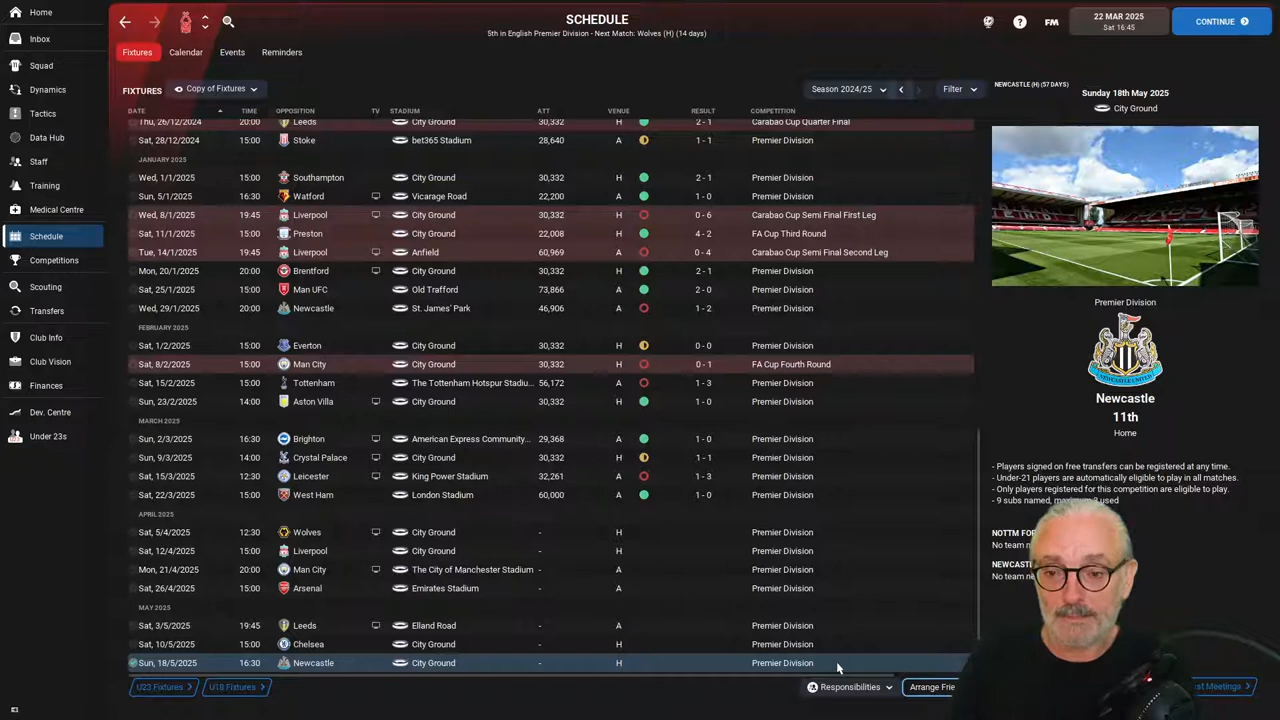 Home
Inbox
Squad
Dynamics
Tactics
Data Hub
Staff
Training
Medical Centre
Schedule
Competitions
Scouting
Transfers
Club Info
Club Vision
Finances
Dev. Centre
Under 23s
SCHEDULE
5th in English Premier Division - Next Match: Wolves (H) (14 days)
? FM
22 MAR 2025
Sat 16:45
CONTINUE
Fixtures Calendar Events Reminders
FIXTURES Copy of Fixtures Season 2024/25 Filter
DATE TIME OPPOSITION TV STADIUM ATT VENUE RESULT COMPETITION
Thu, 26/12/2024 20:00 Leeds City Ground 30,332 H 2 - 1 Carabao Cup Quarter Final
Sat, 28/12/2024 15:00 Stoke bet365 Stadium 28,640 A 1 - 1 Premier Division
JANUARY 2025
Wed, 1/1/2025 15:00 Southampton City Ground 30,332 H 2 - 1 Premier Division
Sun, 5/1/2025 16:30 Watford Vicarage Road 22,200 A 1 - 0 Premier Division
Wed, 8/1/2025 19:45 Liverpool City Ground 30,332 H 0 - 6 Carabao Cup Semi Final First Leg
Sat, 11/1/2025 15:00 Preston City Ground 22,008 H 4 - 2 FA Cup Third Round
Tue, 14/1/2025 19:45 Liverpool Anfield 60,969 A 0 - 4 Carabao Cup Semi Final Second Leg
Mon, 20/1/2025 20:00 Brentford City Ground 30,332 H 2 - 1 Premier Division
Sat, 25/1/2025 15:00 Man UFC Old Trafford 73,866 A 2 - 0 Premier Division
Wed, 29/1/2025 20:00 Newcastle St. James' Park 46,906 A 1 - 2 Premier Division
FEBRUARY 2025
Sat, 1/2/2025 15:00 Everton City Ground 30,332 H 0 - 0 Premier Division
Sat, 8/2/2025 15:00 Man City City Ground 30,332 H 0 - 1 FA Cup Fourth Round
Sat, 15/2/2025 15:00 Tottenham The Tottenham Hotspur Stadiu... 56,172 A 1 - 3 Premier Division
Sun, 23/2/2025 14:00 Aston Villa City Ground 30,332 H 1 - 0 Premier Division
MARCH 2025
Sun, 2/3/2025 16:30 Brighton American Express Community... 29,368 A 1 - 0 Premier Division
Sun, 9/3/2025 14:00 Crystal Palace City Ground 30,332 H 1 - 1 Premier Division
Sat, 15/3/2025 12:30 Leicester King Power Stadium 32,261 A 1 - 3 Premier Division
Sat, 22/3/2025 15:00 West Ham London Stadium 60,000 A 1 - 0 Premier Division
APRIL 2025
Sat, 5/4/2025 12:30 Wolves City Ground - H Premier Division
Sat, 12/4/2025 15:00 Liverpool City Ground - H Premier Division
Mon, 21/4/2025 20:00 Man City The City of Manchester Stadium - A Premier Division
Sat, 26/4/2025 15:00 Arsenal Emirates Stadium - A Premier Division
MAY 2025
Sat, 3/5/2025 19:45 Leeds Elland Road - A Premier Division
Sat, 10/5/2025 15:00 Chelsea City Ground - H Premier Division
Sun, 18/5/2025 16:30 Newcastle City Ground - H Premier Division
U23 Fixtures U18 Fixtures Responsibilities Arrange Frie st Meetings
NEWCASTLE (H) (57 DAYS)
Sunday 18th May 2025
City Ground
Premier Division
NEWCASTLE UNITED
Newcastle
11th
Home
- Players signed on free transfers can be registered at any time.
- Under-21 players are automatically eligible to play in all matches.
- Only players registered for this competition are eligible to play.
- 9 subs named, maximum 3 used
NOTTM FOR
No team ne
NEWCASTLE
No team ne